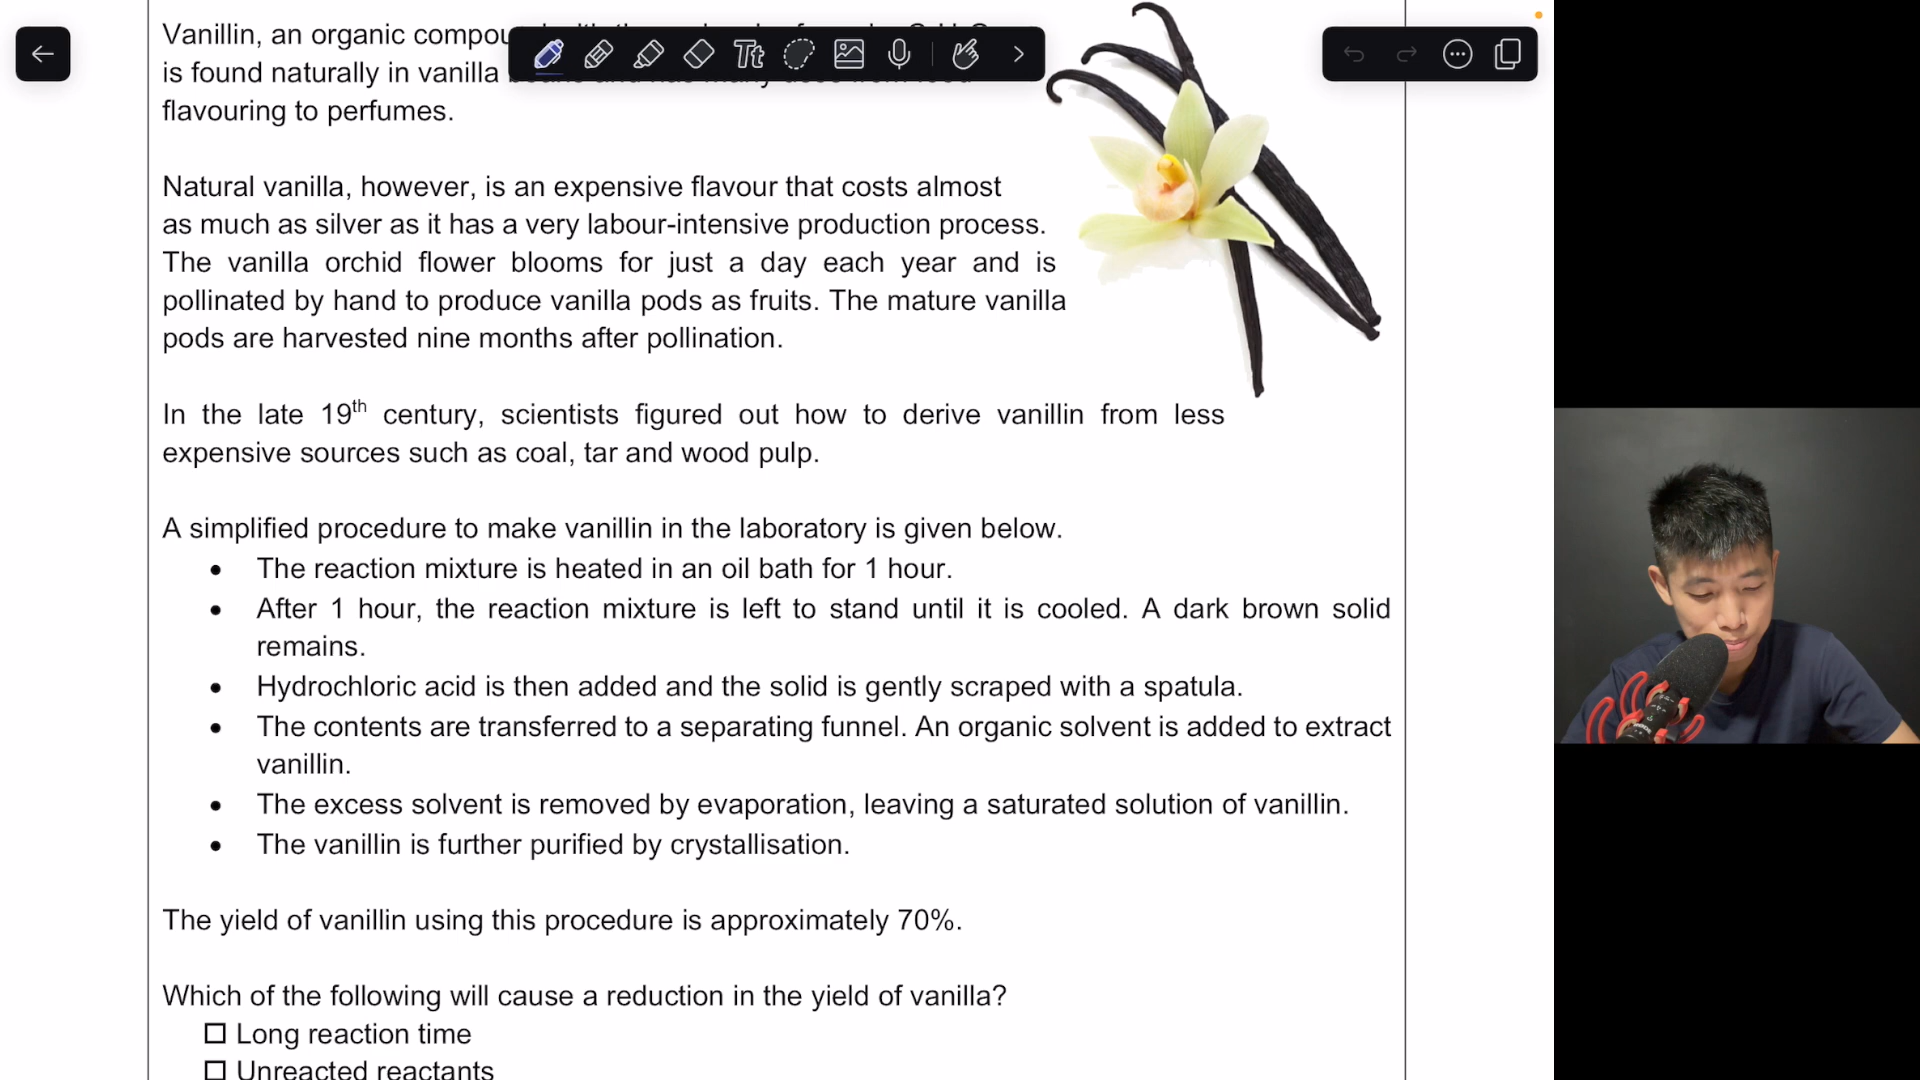 Vanillin, an organic
is found naturally in vanilla
flavouring to perfumes.
Tt
Natural vanilla, however, is an expensive flavour that costs almost
as much as silver as it has a very labour-intensive production process.
The vanilla orchid flower blooms for just a day each year and is
pollinated by hand to produce vanilla pods as fruits. The mature vanilla
pods are harvested nine months after pollination.
In the late 19th century, scientists figured out how to derive vanillin from less
expensive sources such as coal, tar and wood pulp.
A simplified procedure to make vanillin in the laboratory is given below.
• The reaction mixture is heated in an oil bath for 1 hour.
• After 1 hour, the reaction mixture is left to stand until it is cooled. A dark brown solid
remains.
• Hydrochloric acid is then added and the solid is gently scraped with a spatula.
• The contents are transferred to a separating funnel. An organic solvent is added to extract
vanillin.
• The excess solvent is removed by evaporation, leaving a saturated solution of vanillin.
• The vanillin is further purified by crystallisation.
The yield of vanillin using this procedure is approximately 70%.
Which of the following will cause a reduction in the yield of vanilla?
☐ Long reaction time
☐ Unreacted reactants